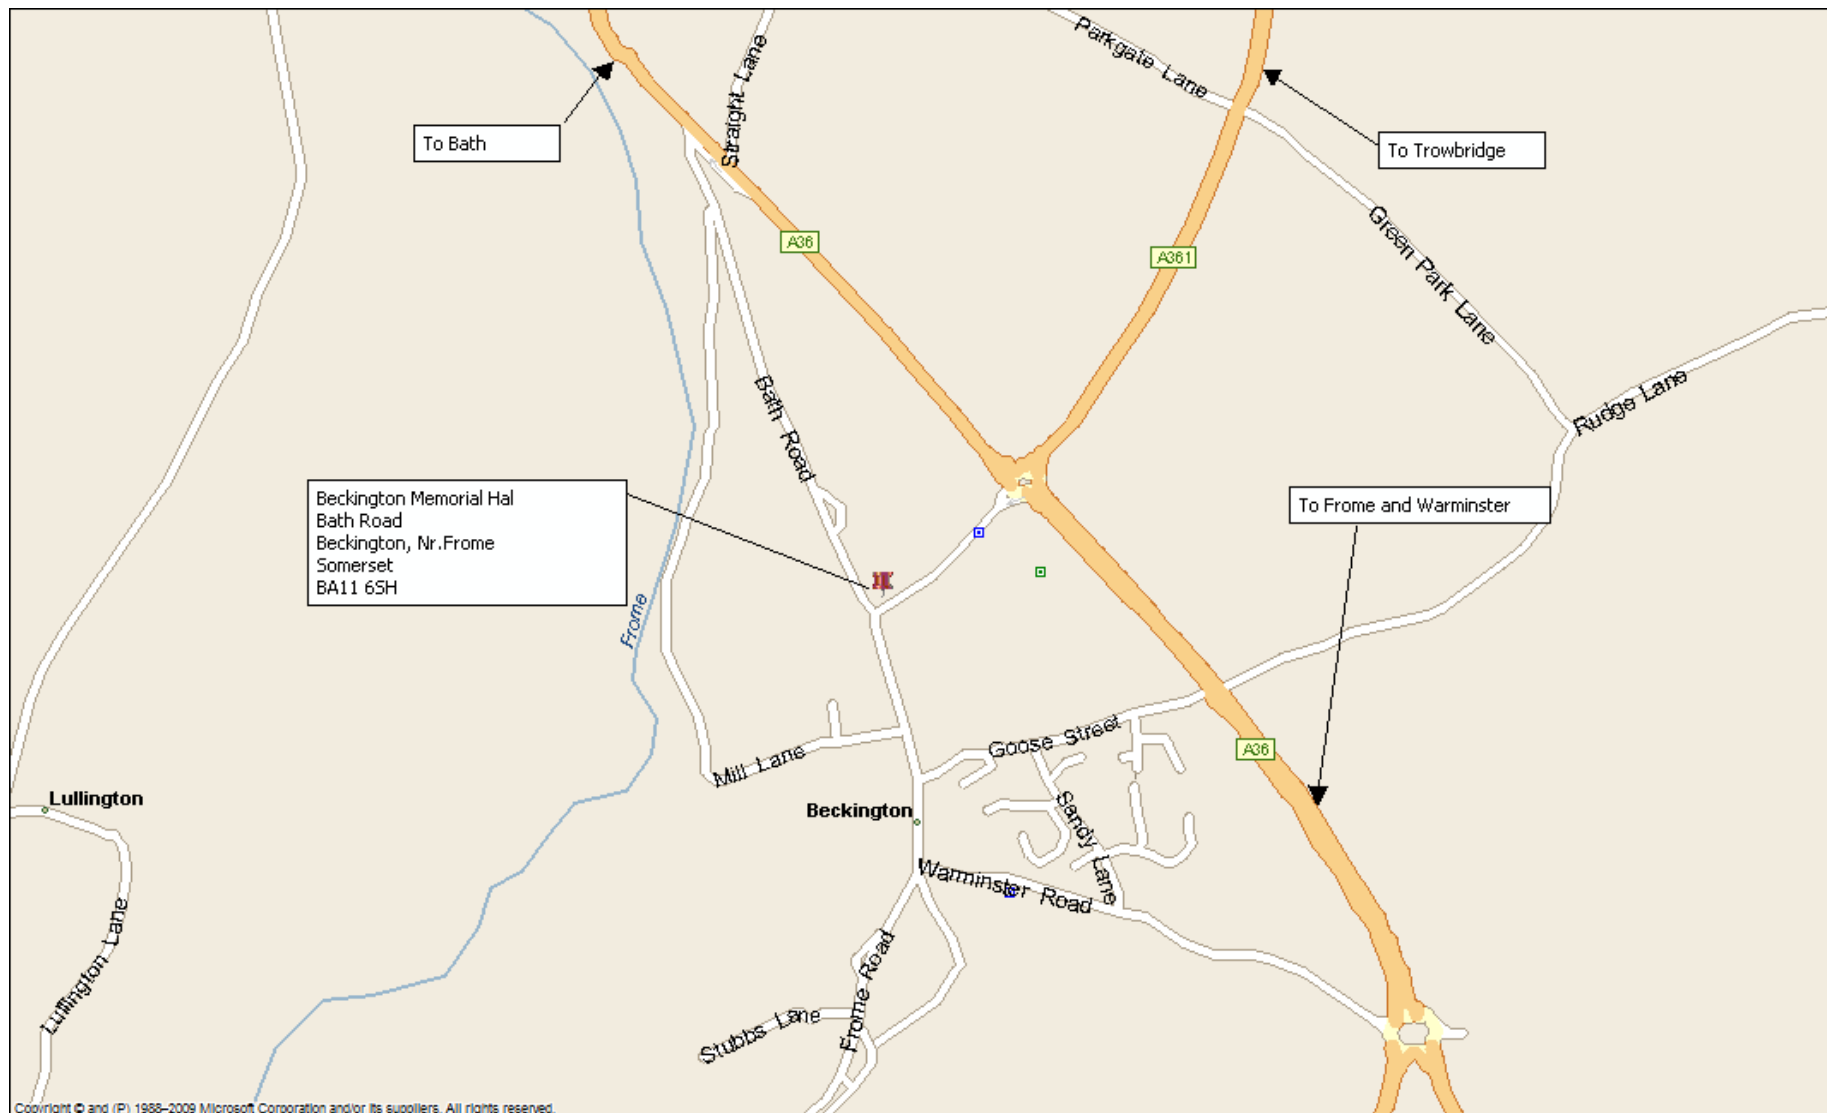 Parkgate Lane
Straight Lane
To Bath
To Trowbridge
A36
A361
Green Park Lane
Bath Road
Rudge Lane
Beckington Memorial Hal
Bath Road
Beckington, Nr.Frome
Somerset
BA11 6SH
To Frome and Warminster
Frome
Goose Street
A36
Mill Lane
Lullington
Beckington
Sandy Lane
Warminster Road
Lullington Lane
Frome Road
Stubbs Lane
Copyright © and (P) 1988–2009 Microsoft Corporation and/or its suppliers. All rights reserved.